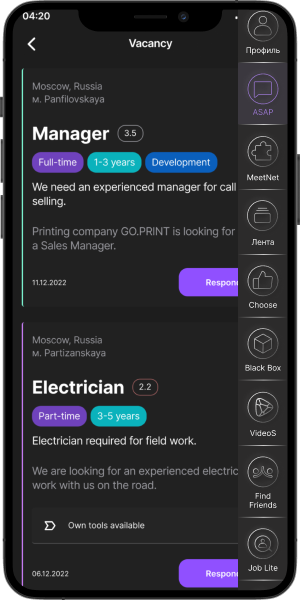 04:20
Vacancy
Moscow, Russia
м. Panfilovskaya
Manager 3.5
Full-time 1-3 years Development
We need an experienced manager for call
selling.
Printing company GO.PRINT is looking for
a Sales Manager.
11.12.2022
Respon
Moscow, Russia
м. Partizanskaya
Electrician 2.2
Part-time 3-5 years
Electrician required for field work.
We are looking for an experienced electric
work with us on the road.
Own tools available
06.12.2022
Respon
Профиль
ASAP
MeetNet
Лента
Choose
Black Box
VideoS
Find
Friends
Job Lite